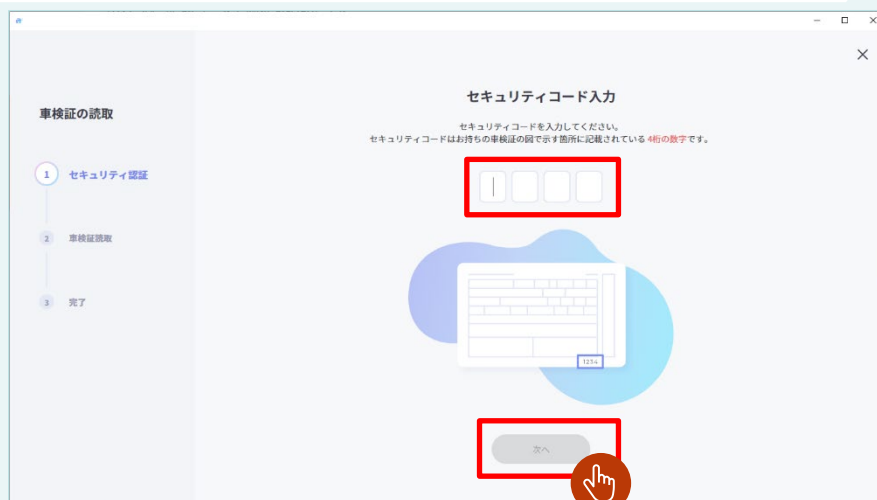 車検証の読取
1 セキュリティ認証
2 車検証読取
3 完了
セキュリティコード入力
セキュリティコードを入力してください。
セキュリティコードはお持ちの車検証の図で示す箇所に記載されている 4桁の数字です。
1234
次へ